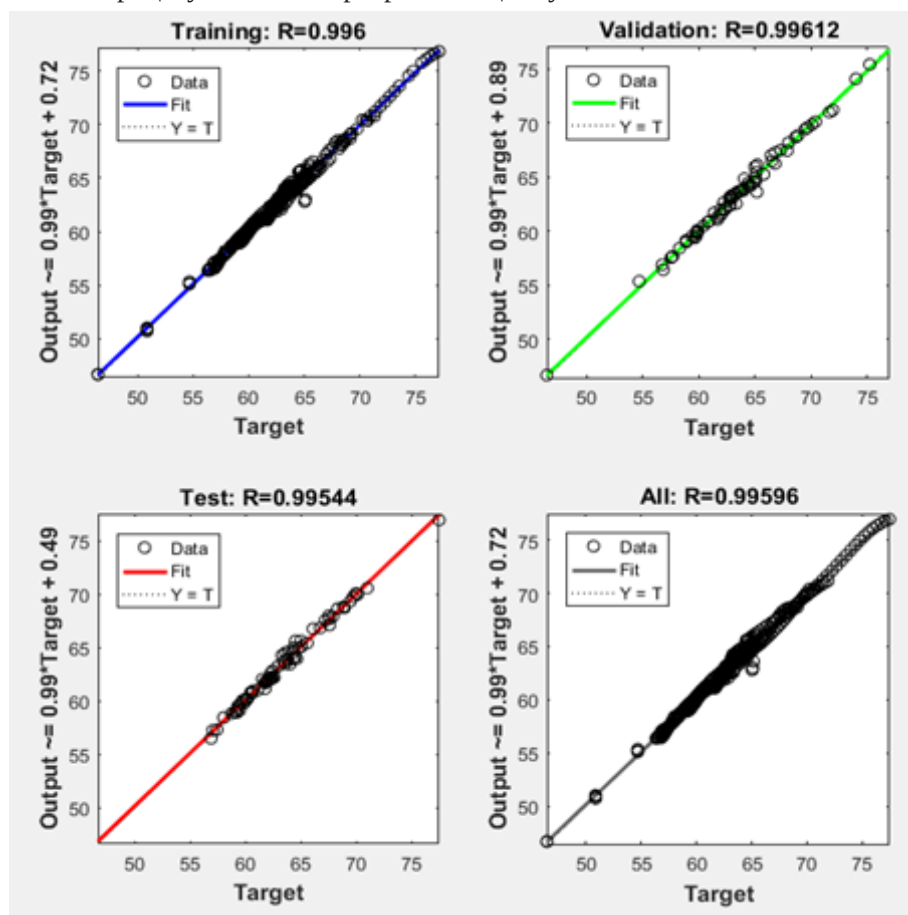 Training: R=0.996
Output ~= 0.99*Target + 0.72
75
70
65
60
55
50
Data
Fit
Y = T
50 55 60 65 70 75
Target
Validation: R=0.99612
Output ~= 0.99*Target + 0.89
75
70
65
60
55
50
Data
Fit
Y = T
50 55 60 65 70 75
Target
Test: R=0.99544
Output ~= 0.99*Target + 0.49
75
70
65
60
55
50
Data
Fit
Y = T
50 55 60 65 70 75
Target
All: R=0.99596
Output ~= 0.99*Target + 0.72
75
70
65
60
55
50
Data
Fit
Y = T
50 55 60 65 70 75
Target